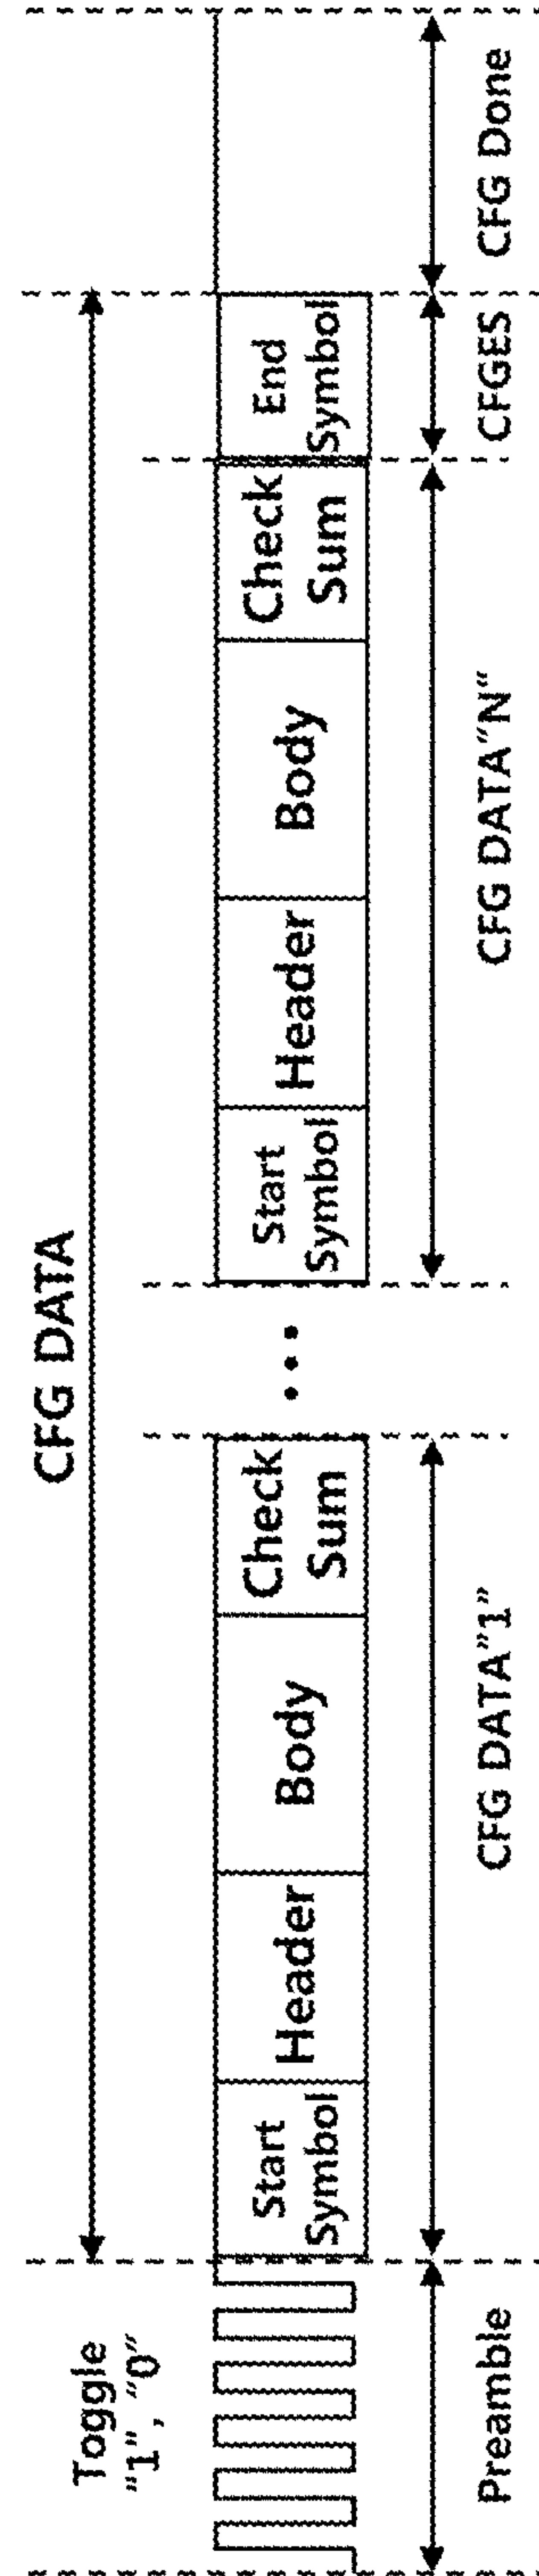 CFG DATA
Toggle
"1", "0"
Start
Symbol
Header
Body
Check
Sum
...
Start
Symbol
Header
Body
Check
Sum
End
Symbol
Preamble
CFG DATA"1"
CFG DATA"N"
CFGES
CFG Done